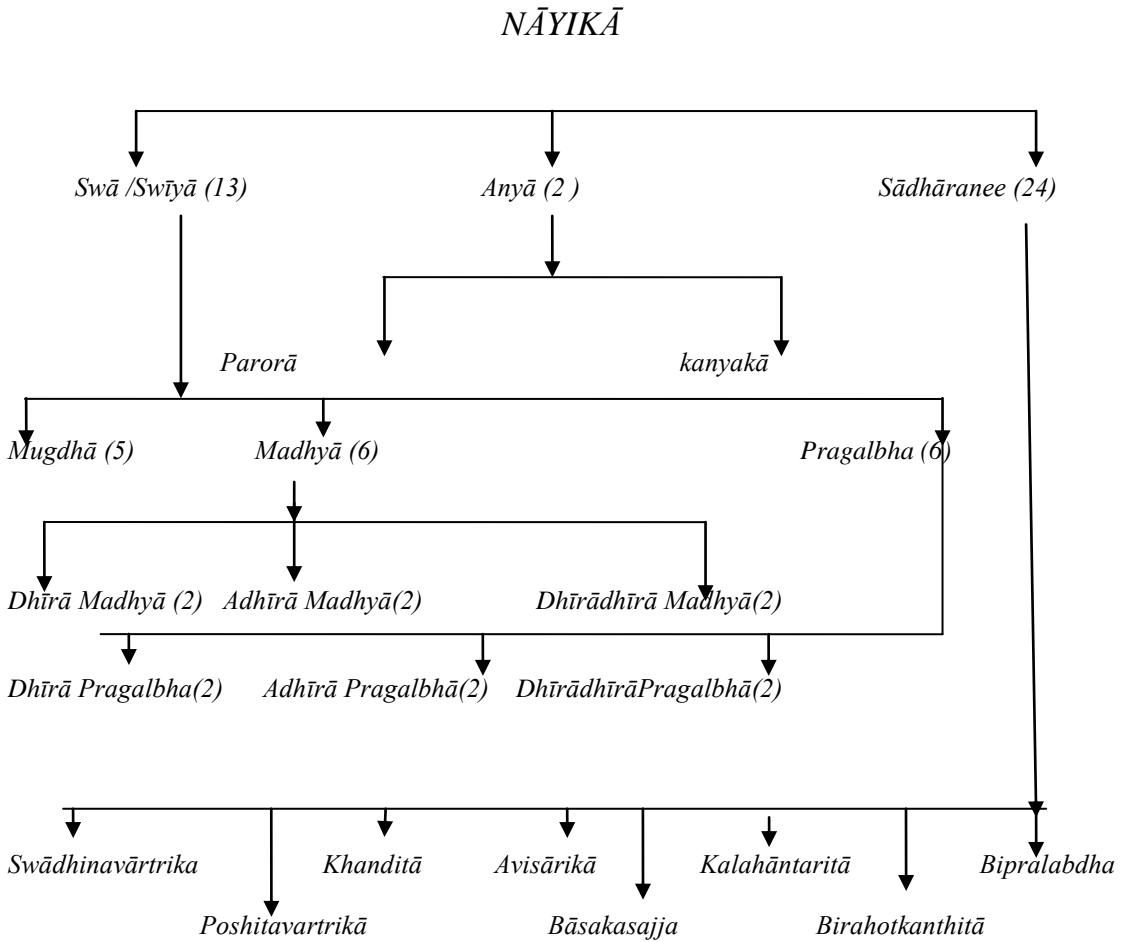 NĀYIKĀ
Swā /Swīyā (13) Anyā (2 ) Sādhāranee (24)
Parorā kanyakā
Mugdhā (5) Madhyā (6) Pragalbha (6)
Dhīrā Madhyā (2) Adhīrā Madhyā(2) Dhīrādhīrā Madhyā(2)
Dhīrā Pragalbha(2) Adhīrā Pragalbhā(2) DhīrādhīrāPragalbhā(2)
Swādhinavārtrika Khanditā Avisārikā Kalahāntaritā Bipralabdha
Poshitavartrikā Bāsakasajja Birahotkanthitā